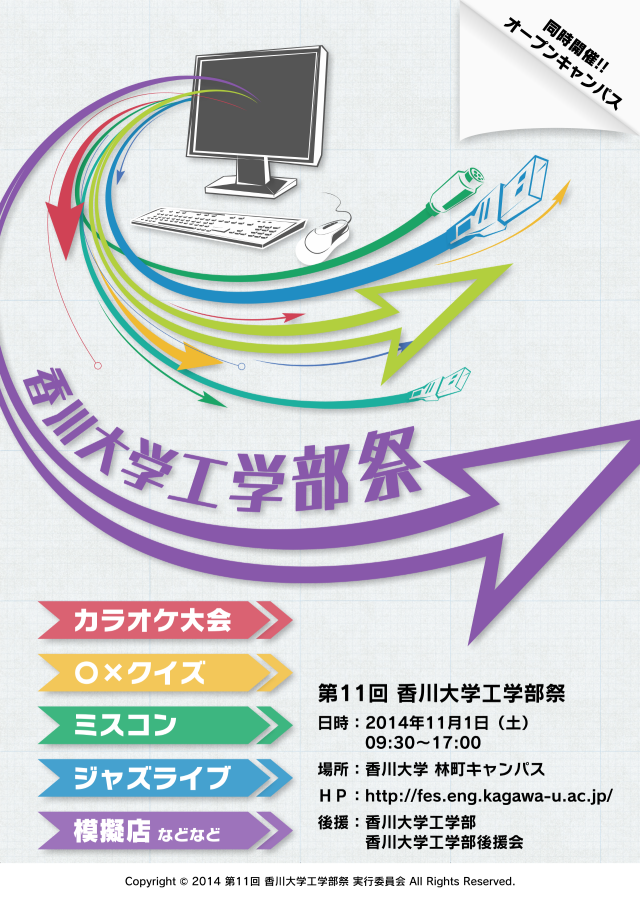 同時開催!!
オープンキャンパス
香川大学工学部祭
カラオケ大会
○×クイズ
ミスコン
ジャズライブ
模擬店 などなど
第11回 香川大学工学部祭
日時：2014年11月1日（土）
09:30～17:00
場所：香川大学 林町キャンパス
ＨＰ：http://fes.eng.kagawa-u.ac.jp/
後援：香川大学工学部
香川大学工学部後援会
Copyright © 2014 第11回 香川大学工学部祭 実行委員会 All Rights Reserved.